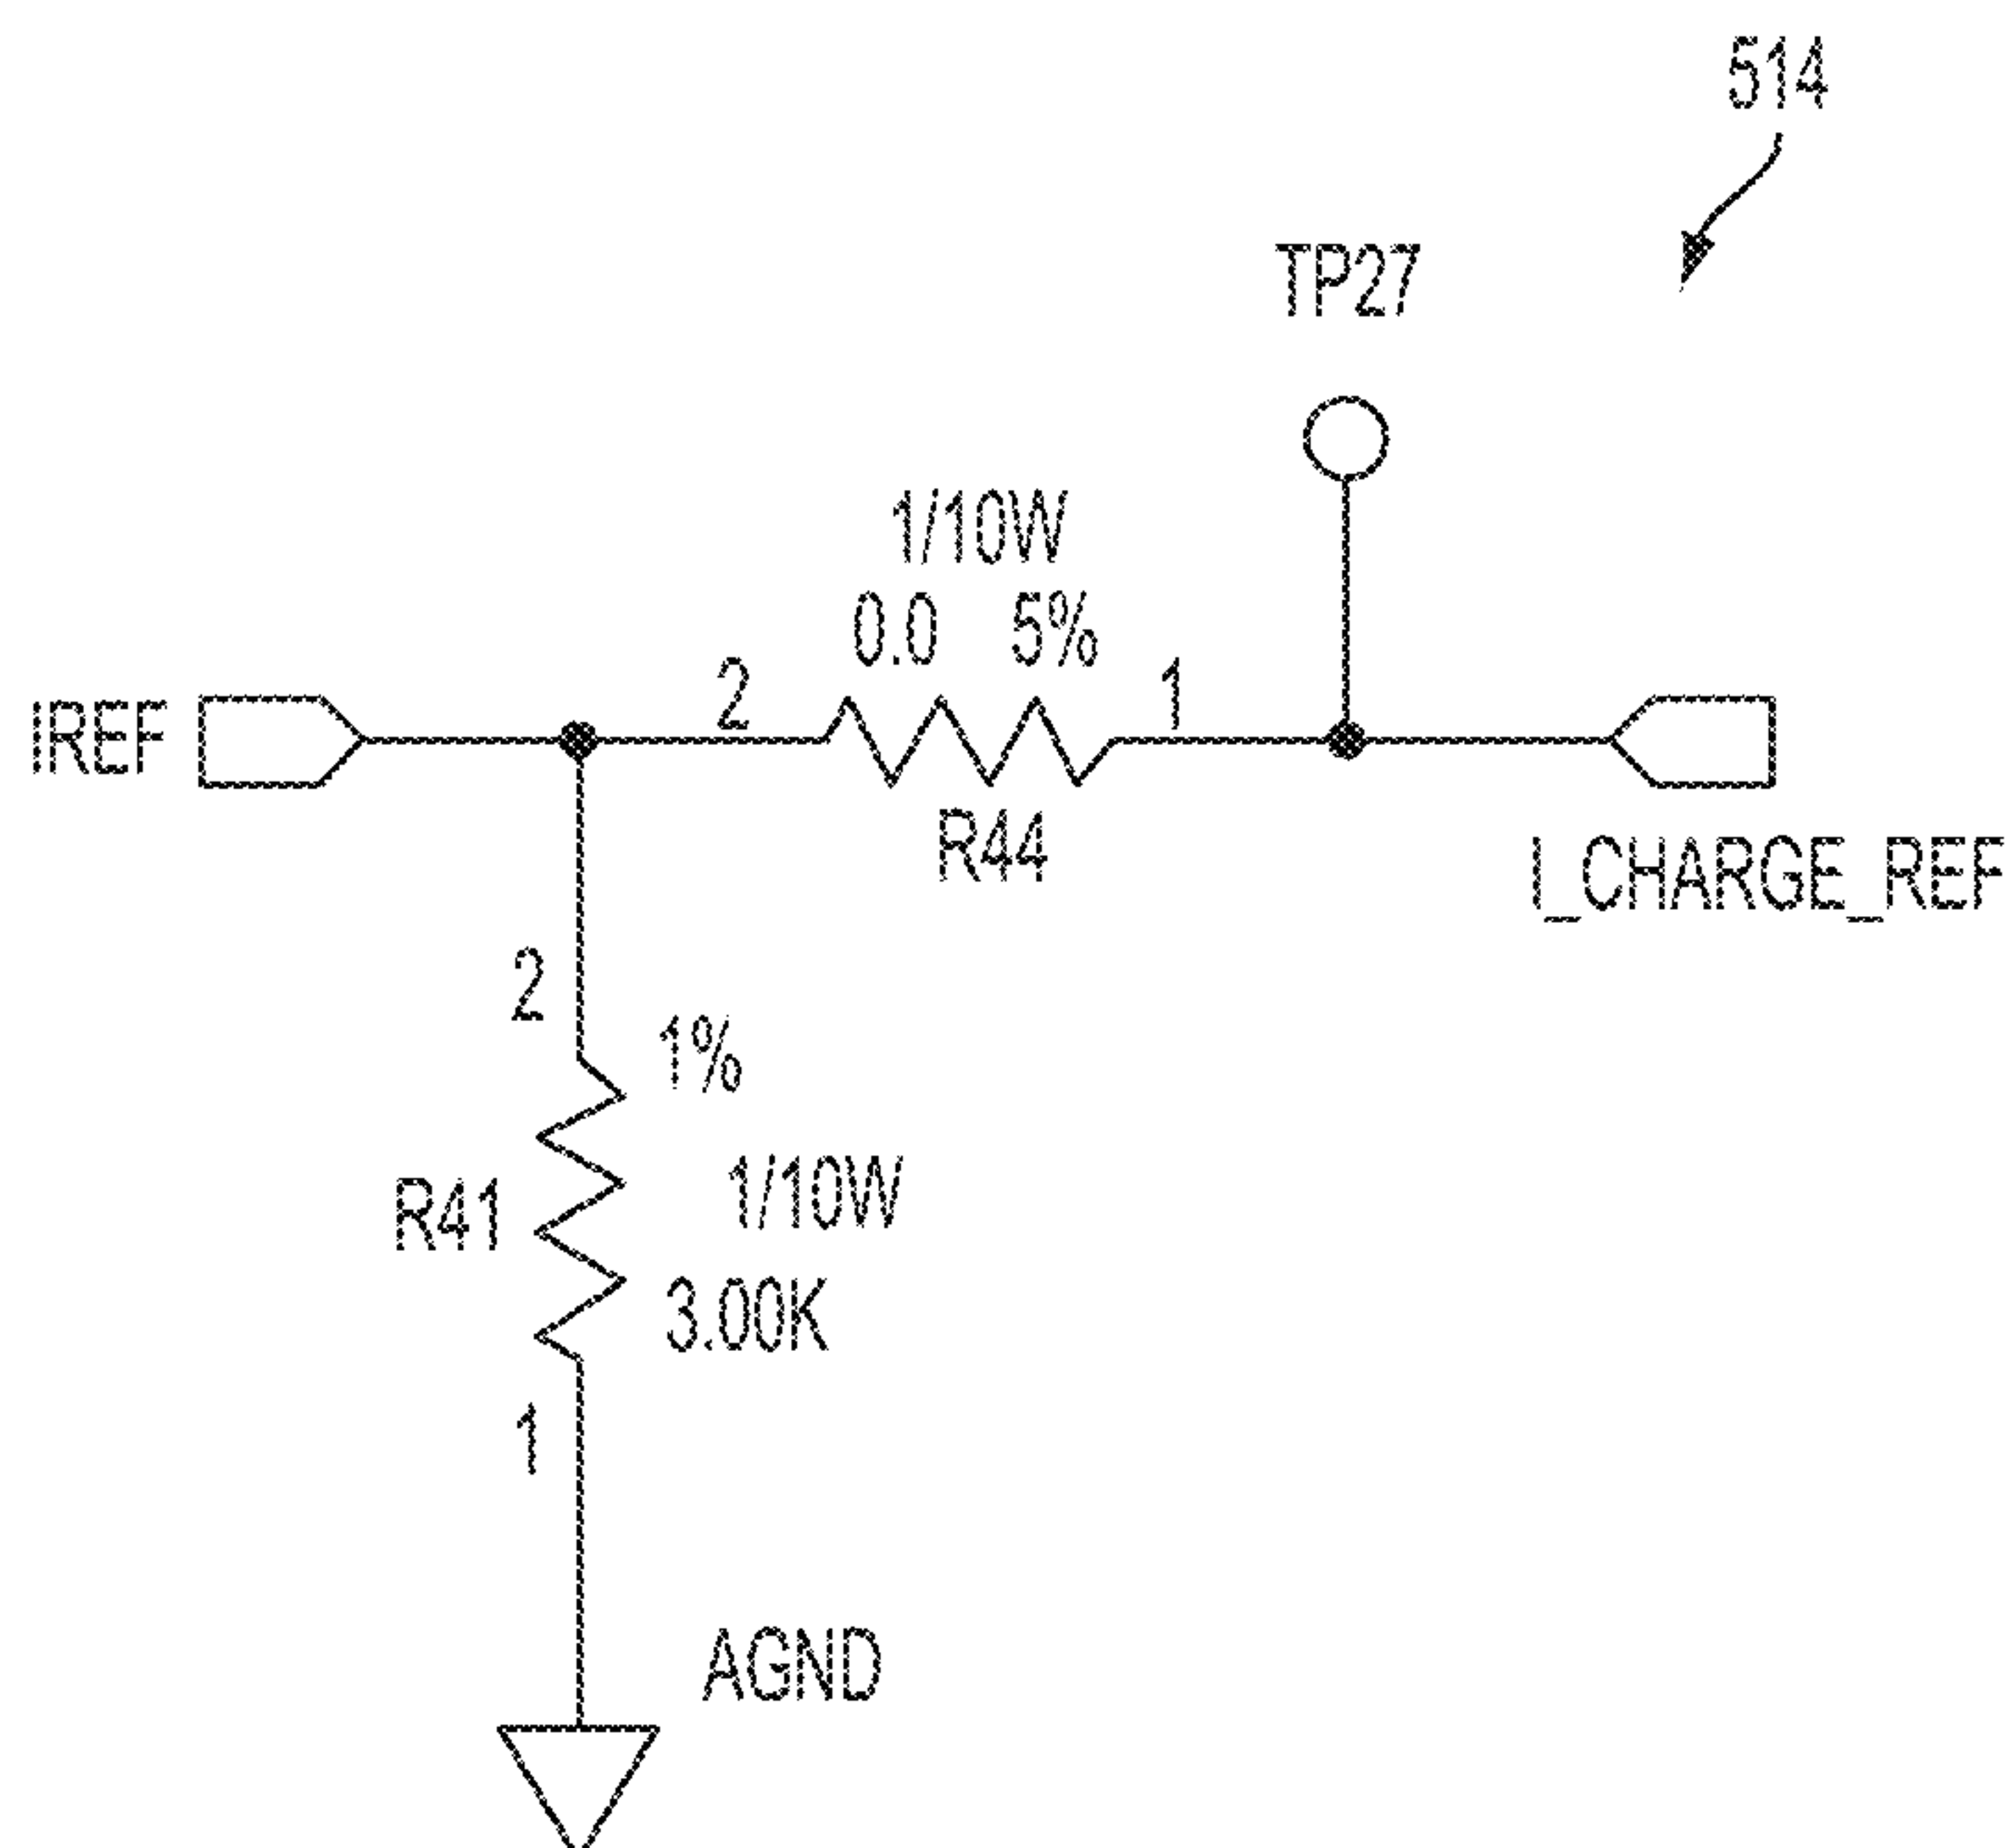 514
TP27
1/10W
0.0 5%
2
1
IREF
R44
I_CHARGE_REF
2
1%
1/10W
R41
3.00K
1
AGND